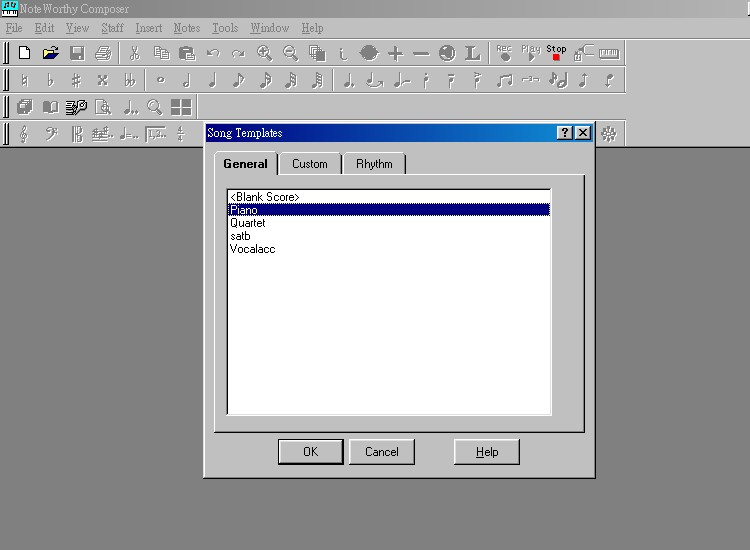 NoteWorthy Composer
File Edit View Staff Insert Notes Tools Window Help
Rec Play Stop
Song Templates
General Custom Rhythm
<Blank Score>
Piano
Quartet
satb
Vocalacc
OK Cancel Help